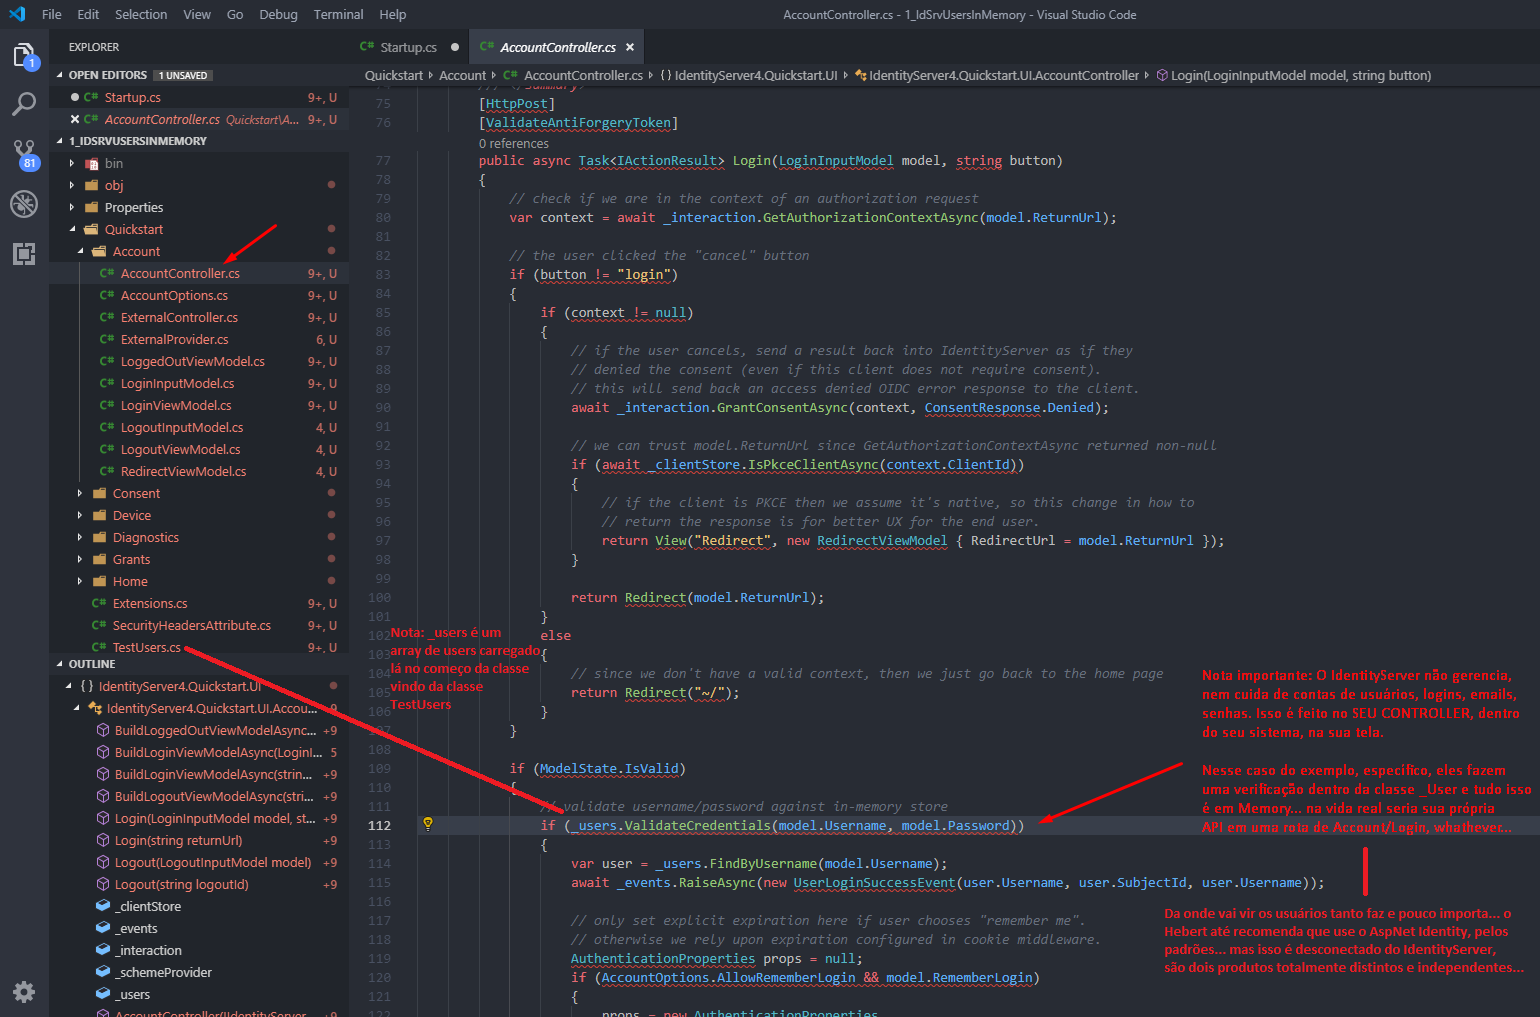 File Edit Selection View Go Debug Terminal Help
AccountController.cs - 1_IdSrvUsersInMemory - Visual Studio Code
EXPLORER
OPEN EDITORS 1 UNSAVED
Startup.cs 9+, U
AccountController.cs Quickstart\A... 9+, U
1_IDSRVUSERSINMEMORY
bin
obj
Properties
Quickstart
Account
AccountController.cs 9+, U
AccountOptions.cs 9+, U
ExternalController.cs 9+, U
ExternalProvider.cs 6, U
LoggedOutViewModel.cs 9+, U
LoginInputModel.cs 9+, U
LoginViewModel.cs 9+, U
LogoutInputModel.cs 4, U
LogoutViewModel.cs 4, U
RedirectViewModel.cs 4, U
Consent
Device
Diagnostics
Grants
Home
Extensions.cs 9+, U
SecurityHeadersAttribute.cs 9+, U
TestUsers.cs 9+, U
OUTLINE
{} IdentityServer4.Quickstart.UI
IdentityServer4.Quickstart.UI.Accou... +9
BuildLoggedOutViewModelAsync... +9
BuildLoginViewModelAsync(LoginI... 5
BuildLoginViewModelAsync(strin... +9
BuildLogoutViewModelAsync(stri... +9
Login(LoginInputModel model, st... +9
Login(string returnUrl) +9
Logout(LogoutInputModel model) +9
Logout(string logoutId) +9
_clientStore
_events
_interaction
_schemeProvider
_users
AccountController(IIdentityServer... +9
1
81
C# Startup.cs
C# AccountController.cs
Quickstart Account C# AccountController.cs {} IdentityServer4.Quickstart.UI IdentityServer4.Quickstart.UI.AccountController Login(LoginInputModel model, string button)
75 [HttpPost]
76 [ValidateAntiForgeryToken]
0 references
77 public async Task<IActionResult> Login(LoginInputModel model, string button)
78 {
79 // check if we are in the context of an authorization request
80 var context = await _interaction.GetAuthorizationContextAsync(model.ReturnUrl);
81
82 // the user clicked the "cancel" button
83 if (button != "login")
84 {
85 if (context != null)
86 {
87 // if the user cancels, send a result back into IdentityServer as if they
88 // denied the consent (even if this client does not require consent).
89 // this will send back an access denied OIDC error response to the client.
90 await _interaction.GrantConsentAsync(context, ConsentResponse.Denied);
91
92 // we can trust model.ReturnUrl since GetAuthorizationContextAsync returned non-null
93 if (await _clientStore.IsPkceClientAsync(context.ClientId))
94 {
95 // if the client is PKCE then we assume it's native, so this change in how to
96 // return the response is for better UX for the end user.
97 return View("Redirect", new RedirectViewModel { RedirectUrl = model.ReturnUrl });
98 }
99
100 return Redirect(model.ReturnUrl);
101 }
102 else
103 {
104 // since we don't have a valid context, then we just go back to the home page
105 return Redirect("~/");
106 }
107 }
108
109 if (ModelState.IsValid)
110 {
111 // validate username/password against in-memory store
112 if (_users.ValidateCredentials(model.Username, model.Password))
113 {
114 var user = _users.FindByUsername(model.Username);
115 await _events.RaiseAsync(new UserLoginSuccessEvent(user.Username, user.SubjectId, user.Username));
116
117 // only set explicit expiration here if user chooses "remember me".
118 // otherwise we rely upon expiration configured in cookie middleware.
119 AuthenticationProperties props = null;
120 if (AccountOptions.AllowRememberLogin && model.RememberLogin)
121 {
122 props = new AuthenticationProperties
Nota: _users é um
array de users carregado
lá no começo da classe
vindo da classe
TestUsers
Nota importante: O IdentityServer não gerencia,
nem cuida de contas de usuários, logins, emails,
senhas. Isso é feito no SEU CONTROLLER, dentro
do seu sistema, na sua tela.
Nesse caso do exemplo, especifico, eles fazem
uma verificação dentro da classe _User e tudo isso
é em Memory... na vida real seria sua própria
API em uma rota de Account/Login, whathever...
Da onde vai vir os usuários tanto faz e pouco importa... o
Hebert até recomenda que use o AspNet Identity, pelos
padrões... mas isso é desconectado do IdentityServer,
são dois produtos totalmente distintos e independentes...